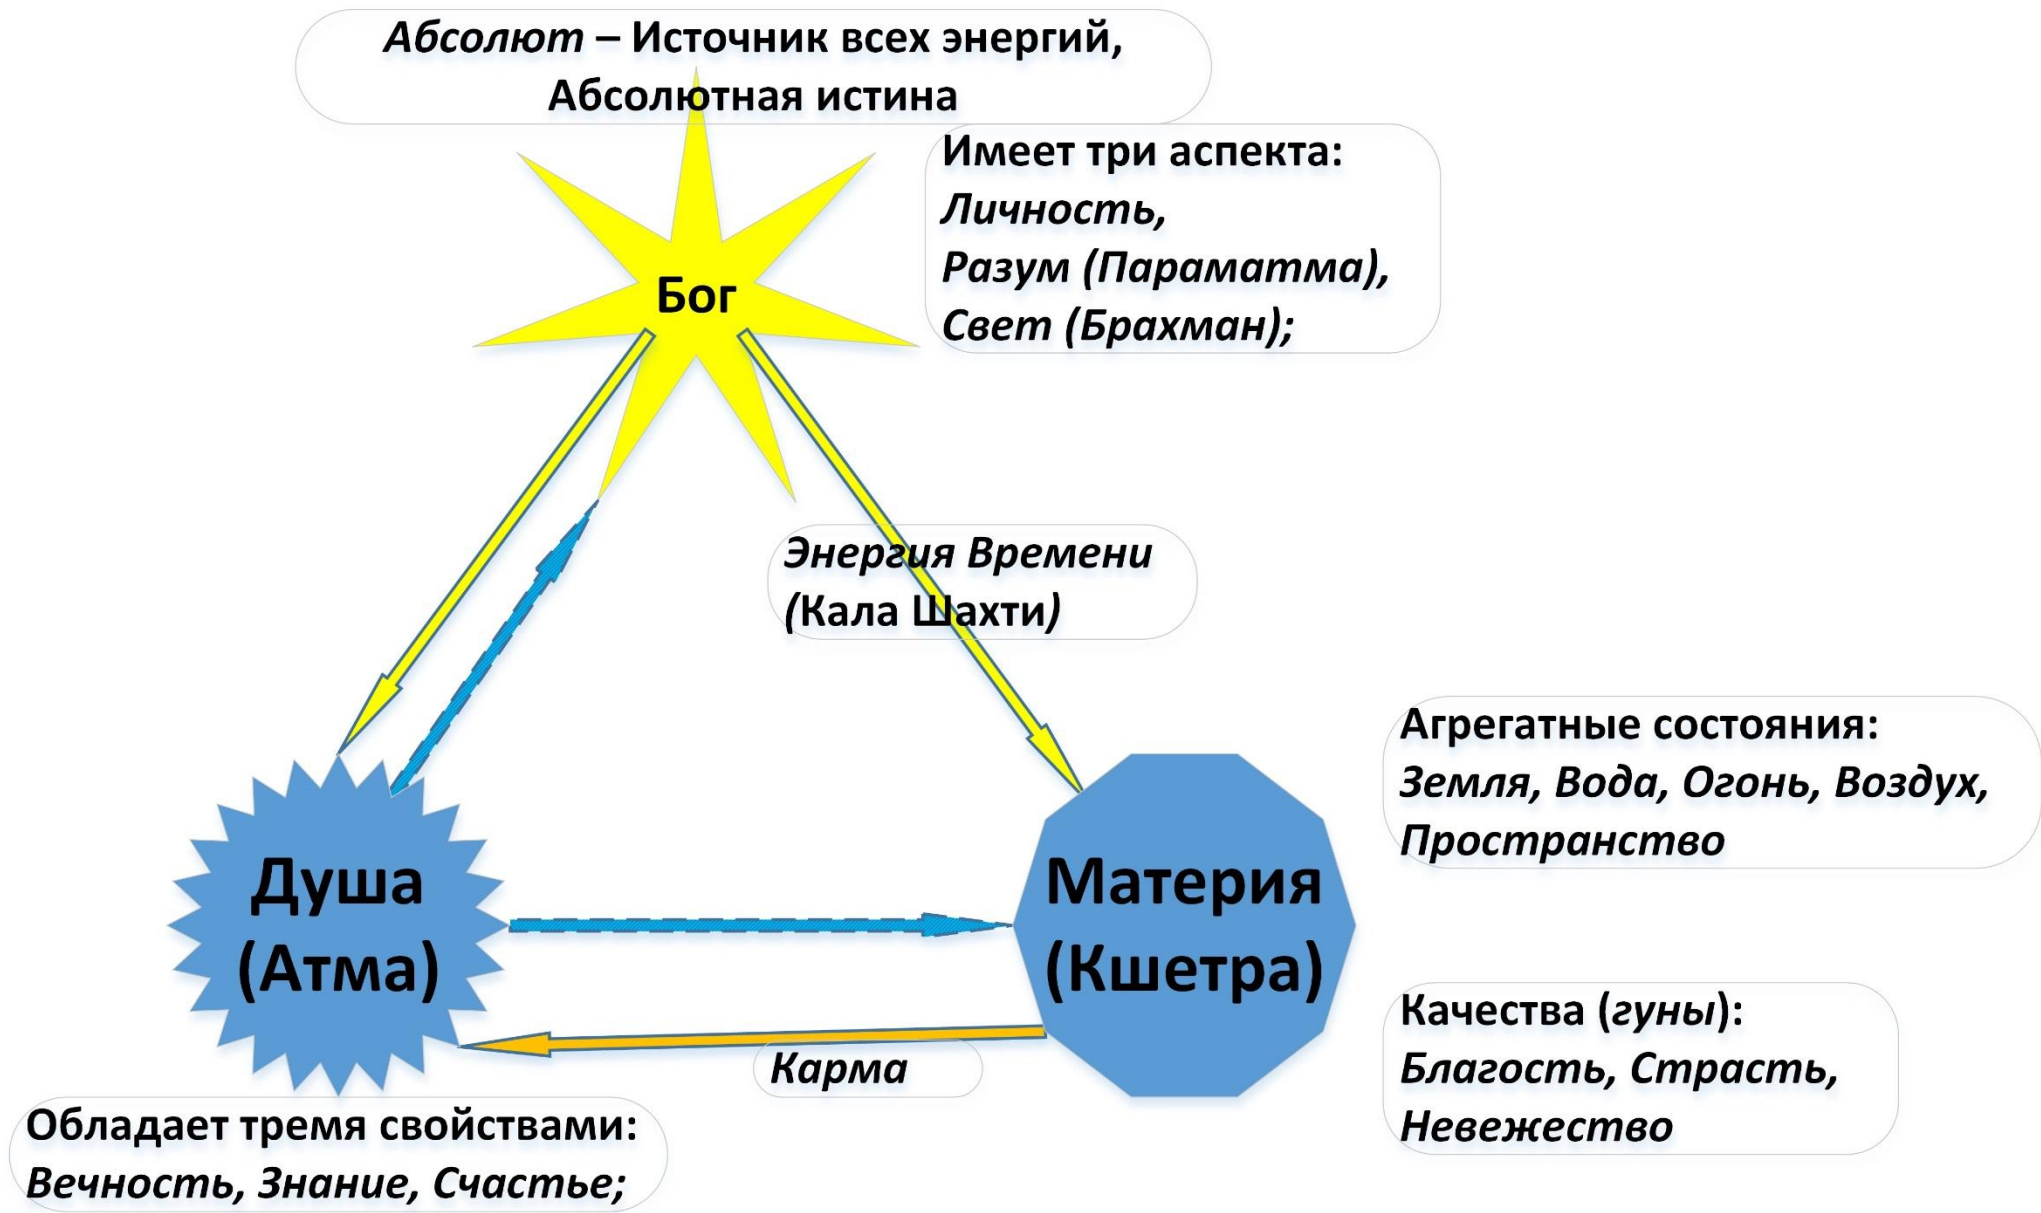 Абсолют – Источник всех энергий,
Абсолютная истина
Имеет три аспекта:
Личность,
Разум (Параматма),
Свет (Брахман);
Бог
Энергия Времени
(Кала Шахти)
Агрегатные состояния:
Земля, Вода, Огонь, Воздух,
Пространство
Душа
(Атма)
Материя
(Кшетра)
Качества (гуны):
Благость, Страсть,
Невежество
Карма
Обладает тремя свойствами:
Вечность, Знание, Счастье;